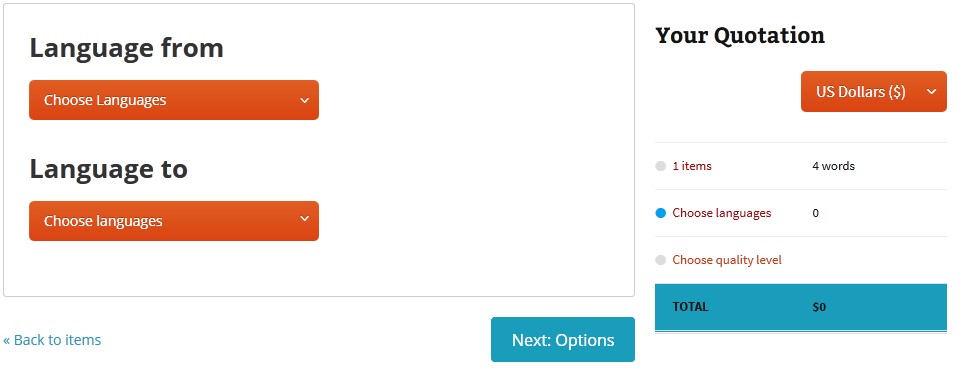 Language from
Choose Languages
Language to
Choose languages
« Back to items
Next: Options
Your Quotation
US Dollars ($)
1 items 4 words
Choose languages 0
Choose quality level
TOTAL $0